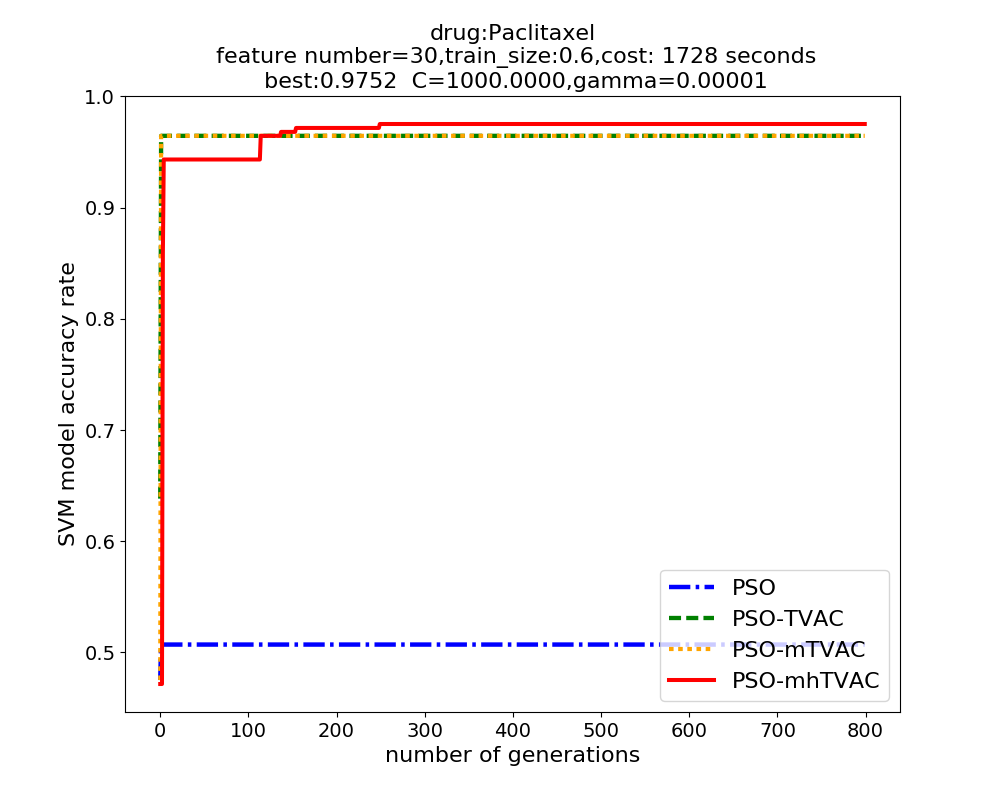 drug:Paclitaxel
feature number=30,train_size:0.6,cost: 1728 seconds
best:0.9752  C=1000.0000,gamma=0.00001
1.0
0.9
0.8
0.7
0.6
0.5
SVM model accuracy rate
PSO
PSO-TVAC
PSO-mTVAC
PSO-mhTVAC
0 100 200 300 400 500 600 700 800
number of generations